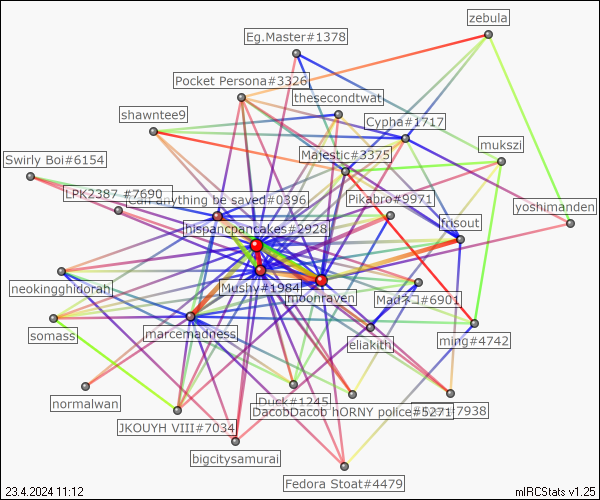 zebula
Eg.Master#1378
Pocket Persona#3326
thesecondtwat
shawntee9
Cypha#1717
mukszi
Majestic#3375
Swirly Boi#6154
LPK2387 #7690
Can anything be saved#0396
Pikabro#9971
yoshimanden
hispancpancakes#2928
frisout
neokingghidorah
Mushy#1984
moonraven
Madネコ#6901
somass
marcemadness
eliakith
ming#4742
normalwan
Duck#1245
DacobDacob hORNY police#5271
#7938
JKOUYH VIII#7034
bigcitysamurai
Fedora Stoat#4479
23.4.2024 11:12
mIRCStats v1.25